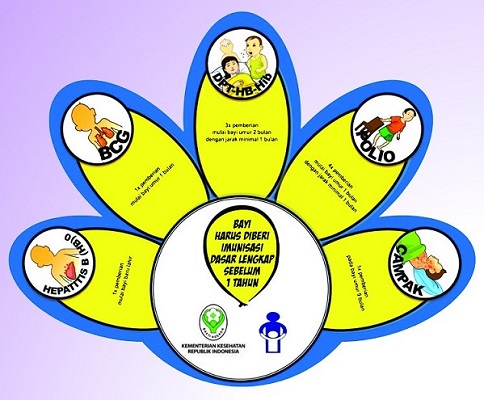 HEPATITIS B (HB)0
1x pemberian
mulai bayi baru lahir
BCG
1x pemberian
mulai bayi umur 1 bulan
DPT-HB-Hib
3x pemberian
mulai bayi umur 2 bulan
dengan jarak minimal 1 bulan
POLIO
4x pemberian
mulai bayi umur 1 bulan
dengan jarak minimal 1 bulan
CAMPAK
1x pemberian
pada bayi umur 9 bulan
BAYI
HARUS DIBERI
IMUNISASI
DASAR LENGKAP
SEBELUM
1 TAHUN
KEMENTERIAN KESEHATAN
REPUBLIK INDONESIA